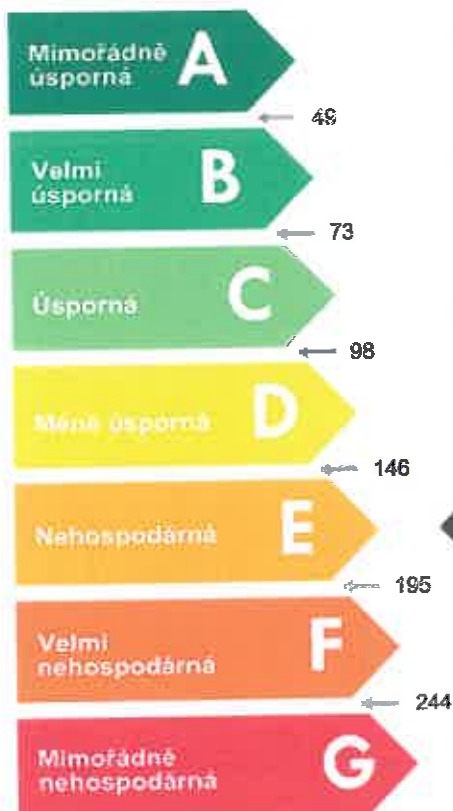 Mimořádně
úsporná A
49
Velmi
úsporná B
73
Úsporná C
98
Méně úsporná D
146
Nehospodárná E
195
Velmi
nehospodárná F
244
Mimořádně
nehospodárná G